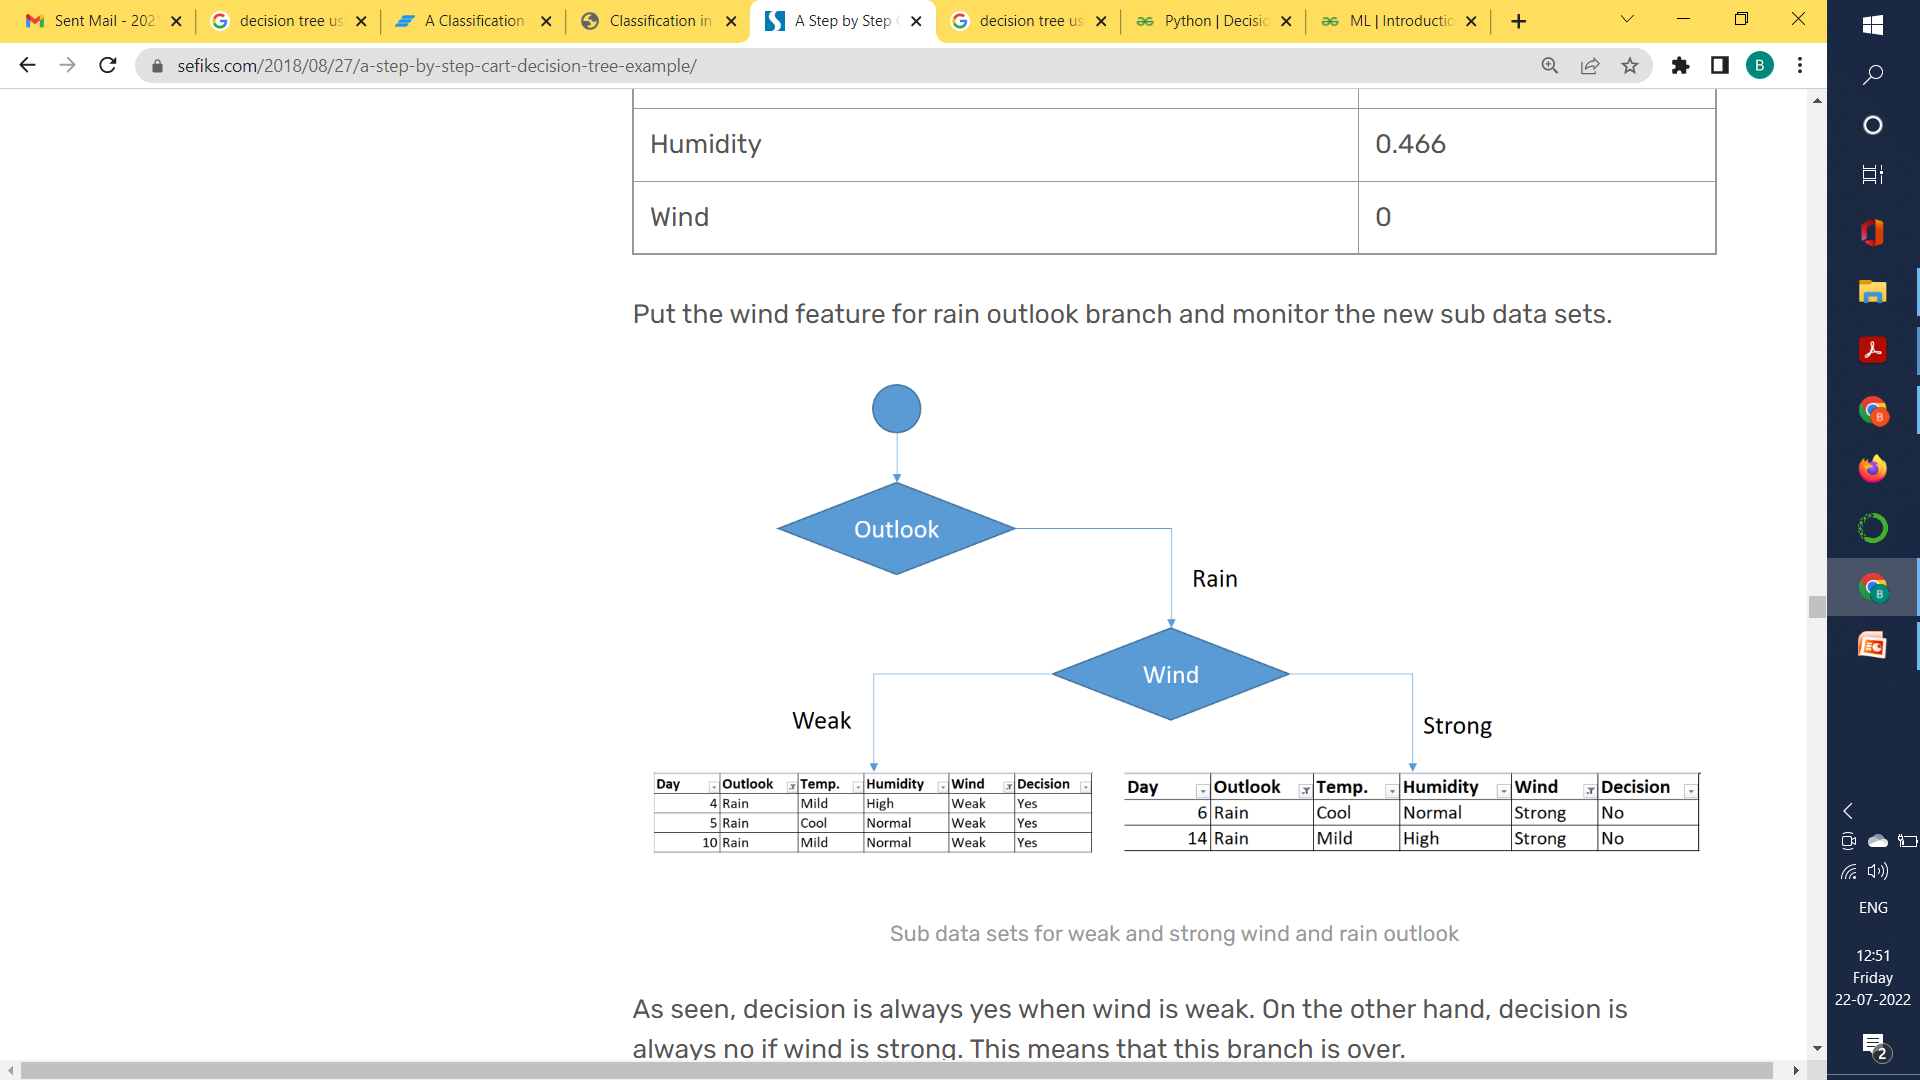 Sent Mail - 202
decision tree us
A Classification
Classification in
A Step by Step
decision tree us
Python | Decisio
ML | Introductio
sefiks.com/2018/08/27/a-step-by-step-cart-decision-tree-example/
B
Humidity 0.466
Wind 0
Put the wind feature for rain outlook branch and monitor the new sub data sets.
Outlook
Rain
Wind
Weak
Strong
Day Outlook Temp. Humidity Wind Decision
4 Rain Mild High Weak Yes
5 Rain Cool Normal Weak Yes
10 Rain Mild Normal Weak Yes
Day Outlook Temp. Humidity Wind Decision
6 Rain Cool Normal Strong No
14 Rain Mild High Strong No
Sub data sets for weak and strong wind and rain outlook
As seen, decision is always yes when wind is weak. On the other hand, decision is
always no if wind is strong. This means that this branch is over.
B
B
ENG
12:51
Friday
22-07-2022
2